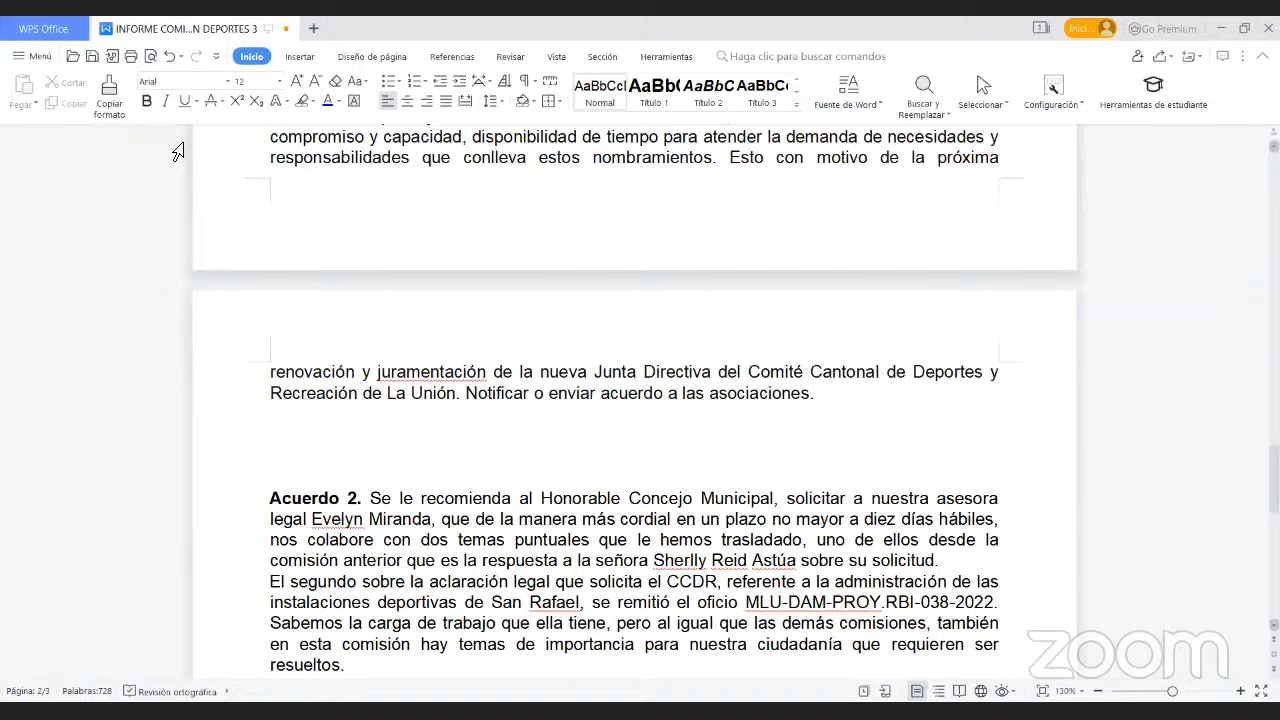 WPS Office
INFORME COMI...N DEPORTES 3
Inici...
Go Premium
Menú
Inicio
Insertar
Diseño de página
Referencias
Revisar
Vista
Sección
Herramientas
Haga clic para buscar comandos
Pegar
Cortar
Copiar
Copiar formato
Arial
12
AaBbCcI
Normal
AaBb(
Título 1
AaBbC
Título 2
AaBbC(
Título 3
Fuente de Word
Buscar y Reemplazar
Seleccionar
Configuración
Herramientas de estudiante
compromiso y capacidad, disponibilidad de tiempo para atender la demanda de necesidades y
responsabilidades que conlleva estos nombramientos. Esto con motivo de la próxima
renovación y juramentación de la nueva Junta Directiva del Comité Cantonal de Deportes y
Recreación de La Unión. Notificar o enviar acuerdo a las asociaciones.
Acuerdo 2. Se le recomienda al Honorable Concejo Municipal, solicitar a nuestra asesora
legal Evelyn Miranda, que de la manera más cordial en un plazo no mayor a diez días hábiles,
nos colabore con dos temas puntuales que le hemos trasladado, uno de ellos desde la
comisión anterior que es la respuesta a la señora Sherlly Reid Astúa sobre su solicitud.
El segundo sobre la aclaración legal que solicita el CCDR, referente a la administración de las
instalaciones deportivas de San Rafael, se remitió el oficio MLU-DAM-PROY.RBI-038-2022.
Sabemos la carga de trabajo que ella tiene, pero al igual que las demás comisiones, también
en esta comisión hay temas de importancia para nuestra ciudadanía que requieren ser
resueltos.
zoom
Página: 2/3
Palabras:728
Revisión ortográfica
130%